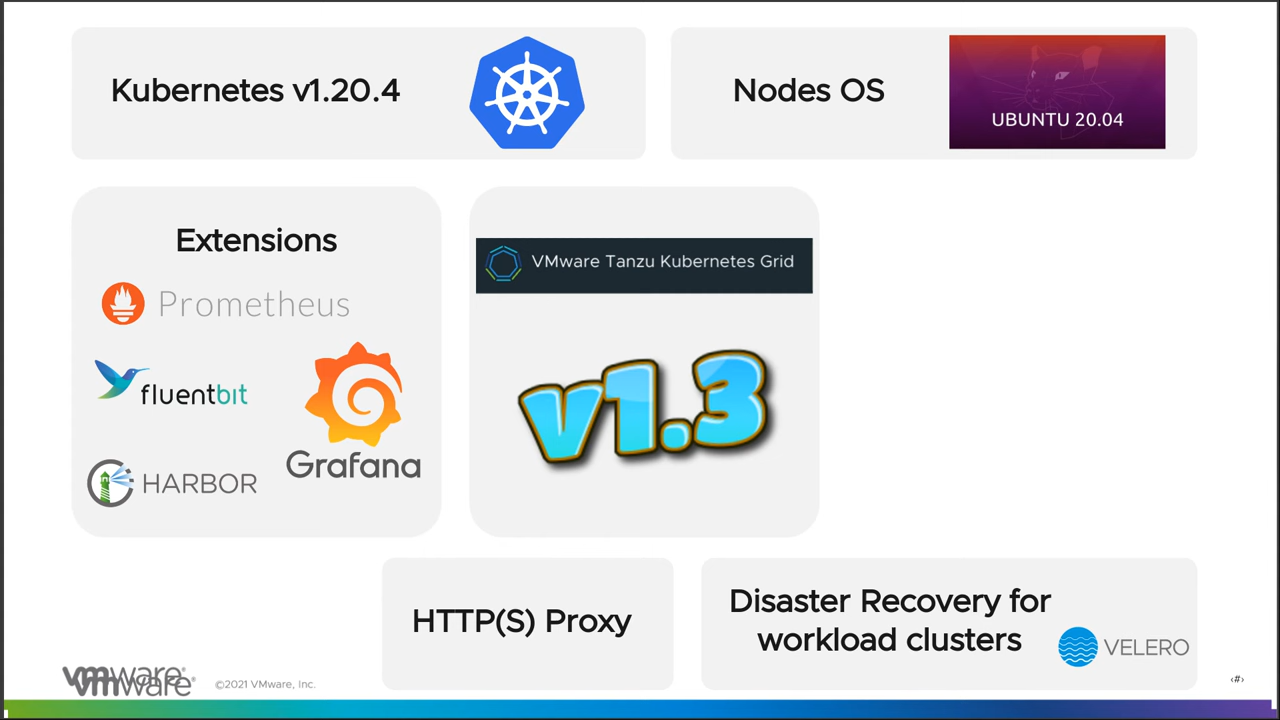 Kubernetes v1.20.4
Nodes OS
UBUNTU 20.04
Extensions
Prometheus
fluentbit
Grafana
HARBOR
VMware Tanzu Kubernetes Grid
v1.3
HTTP(S) Proxy
Disaster Recovery for
workload clusters
VELERO
vmware®
vmware
©2021 VMware, Inc.
‹#›